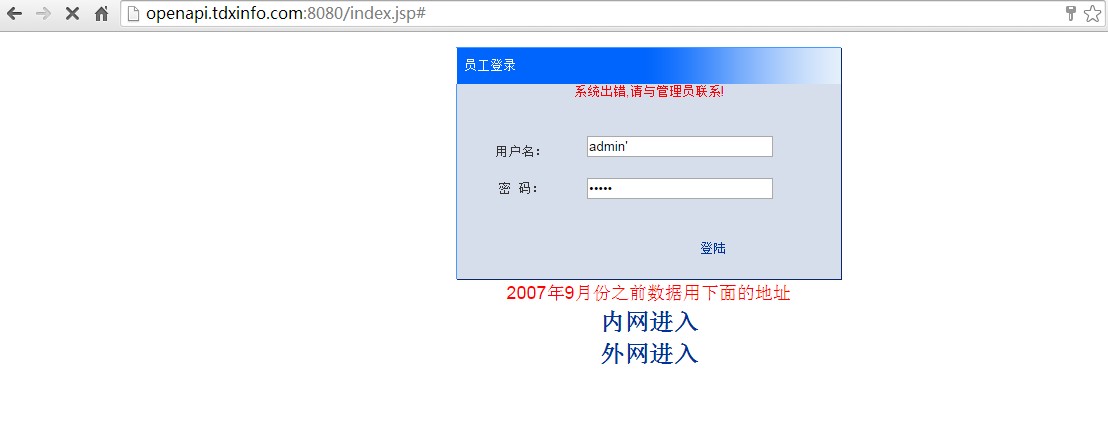 openapi.tdxinfo.com:8080/index.jsp#
员工登录
系统出错,请与管理员联系!
用户名: admin'
密 码: •••••
登陆
2007年9月份之前数据用下面的地址
内网进入
外网进入